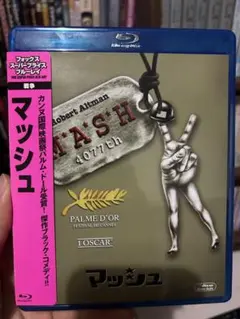 Blu-ray Disc
フォックス
スーパープライス
ブルーレイ
戦争
マッシュ
カンヌ国際映画祭パルム・ドール受賞!
傑作ブラック・コメディ!!
Robert Altman
M*A*S*H
4077th
PALME D'OR
1 OSCAR
マッシュ